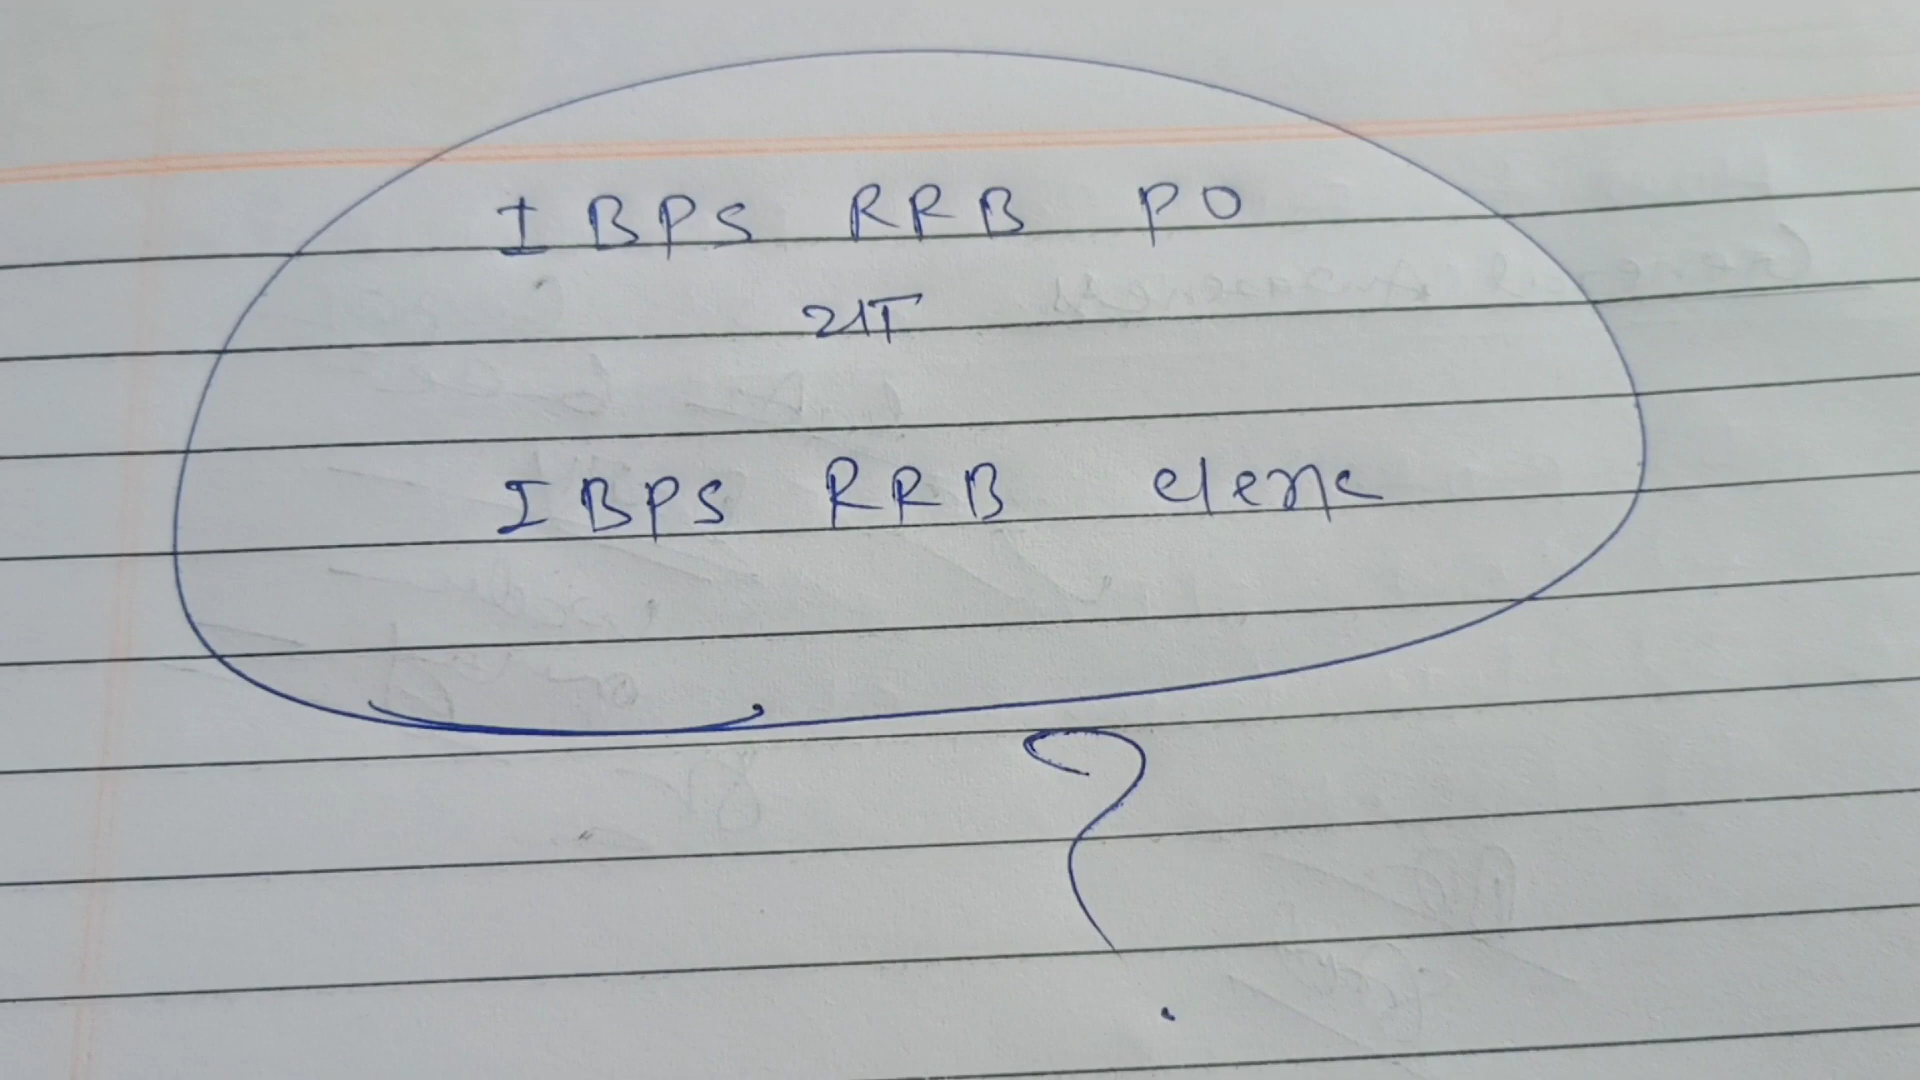 IBPS RRB PO
या
IBPS RRB clerk
?